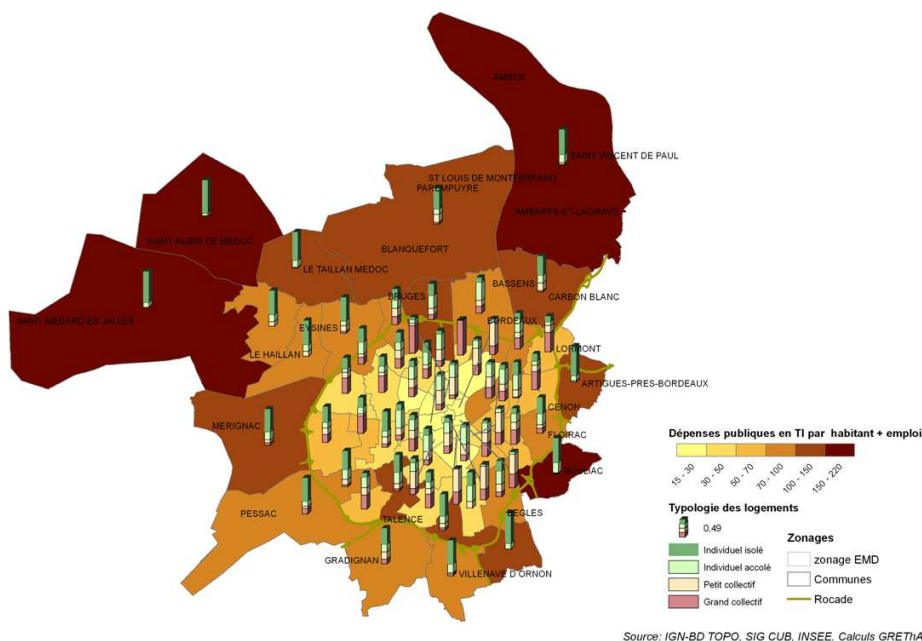 AMBES
SAINT VINCENT DE PAUL
ST LOUIS DE MONTFERRAND
PAREMPUYRE
AMBARES-ET-LAGRAVE
SAINT AUBIN DE MEDOC
BLANQUEFORT
LE TAILLAN MEDOC
BASSENS
CARBON BLANC
BRUGES
SAINT MEDARD EN JALLES
BORDEAUX
EYSINES
LORMONT
LE HAILLAN
ARTIGUES-PRES-BORDEAUX
CENON
MERIGNAC
FLOIRAC
BOULIAC
PESSAC
BEGLES
TALENCE
GRADIGNAN
VILLENAVE D'ORNON
Dépenses publiques en TI par habitant + emploi
15 - 30
30 - 50
50 - 70
70 - 100
100 - 150
150 - 220
Typologie des logements
0,49
Individuel isolé
Individuel accolé
Petit collectif
Grand collectif
Zonages
zonage EMD
Communes
Rocade
Source: IGN-BD TOPO, SIG CUB, INSEE, Calculs GREThA